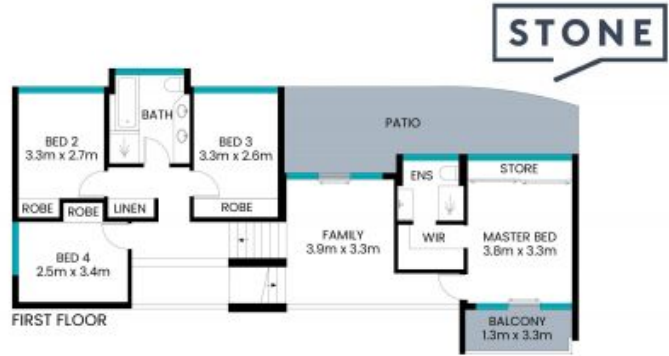 STONE
BATH
PATIO
BED 2
3.3m x 2.7m
BED 3
3.3m x 2.6m
ENS
STORE
ROBE
ROBE
LINEN
ROBE
FAMILY
3.9m x 3.3m
WIR
MASTER BED
3.8m x 3.3m
BED 4
2.5m x 3.4m
FIRST FLOOR
BALCONY
1.3m x 3.3m